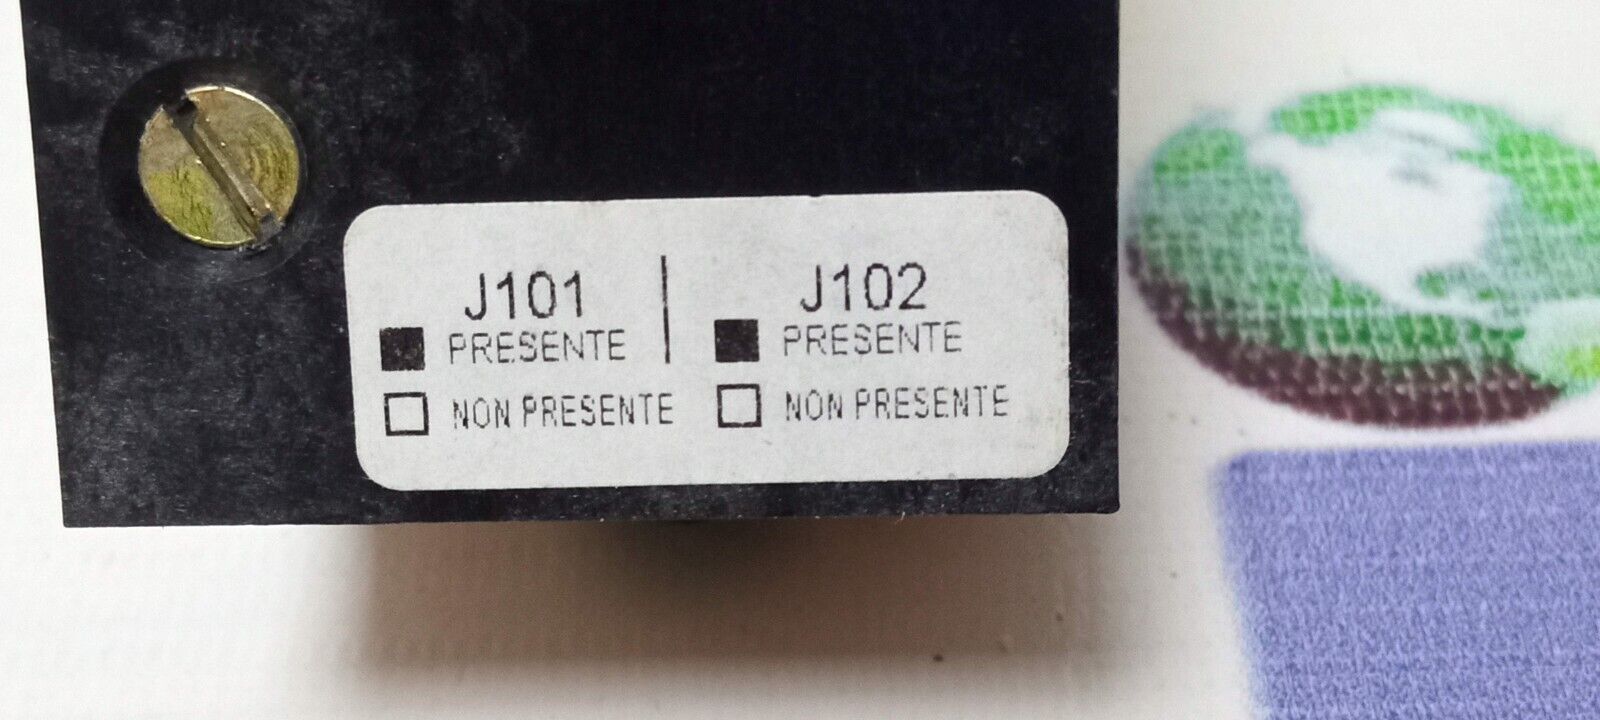 J101 | J102
■ PRESENTE ■ PRESENTE
□ NON PRESENTE □ NON PRESENTE